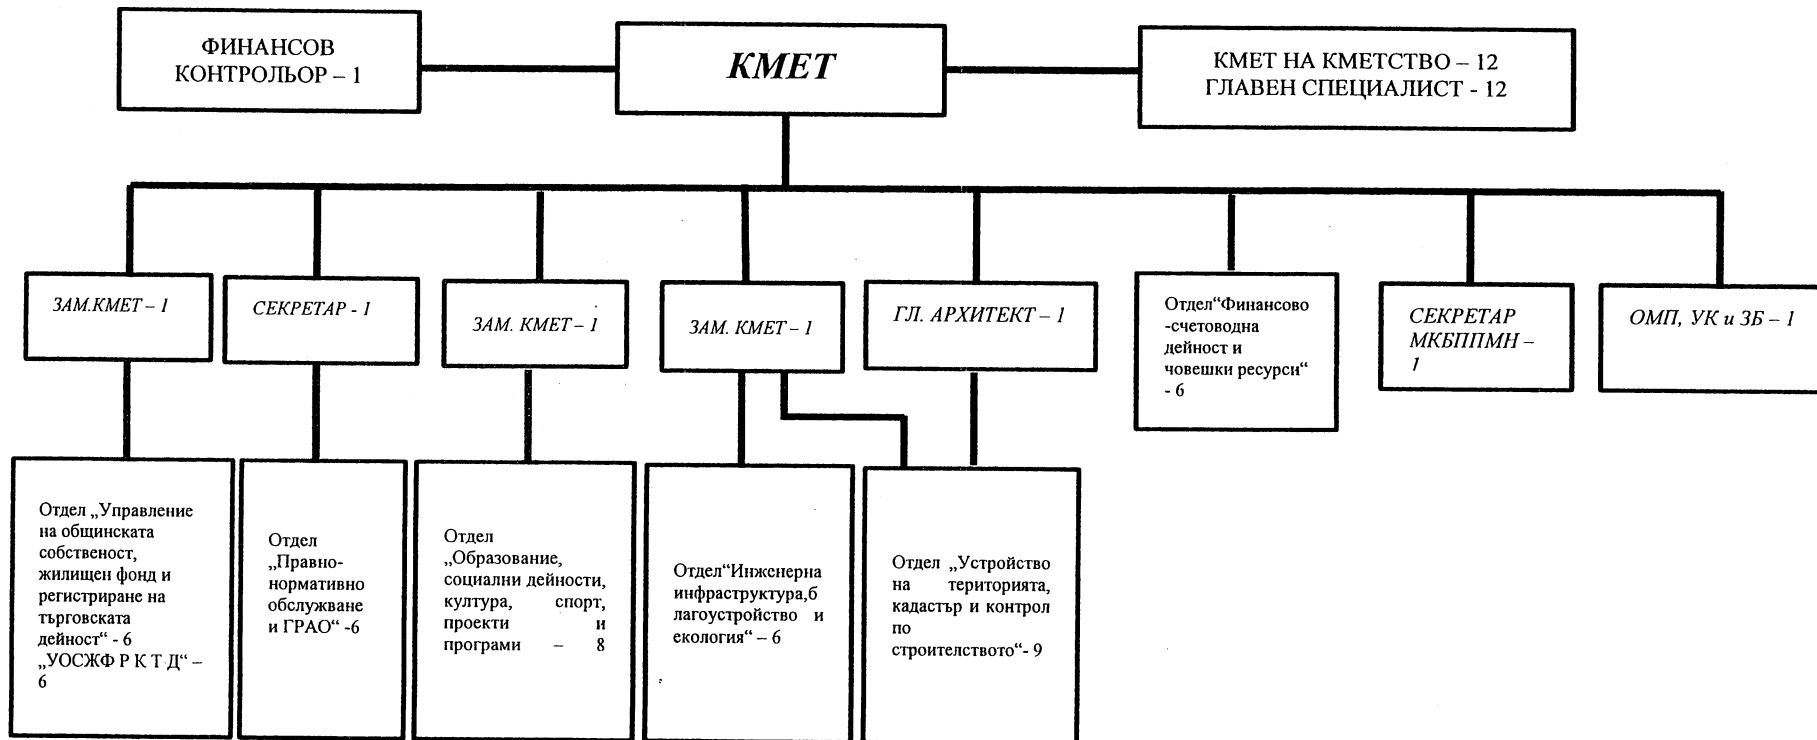 ФИНАНСОВ
КОНТРОЛЬОР – 1
КМЕТ
КМЕТ НА КМЕТСТВО – 12
ГЛАВЕН СПЕЦИАЛИСТ - 12
ЗАМ.КМЕТ – 1
СЕКРЕТАР - 1
ЗАМ. КМЕТ – 1
ЗАМ. КМЕТ – 1
ГЛ. АРХИТЕКТ – 1
Отдел“Финансово
-счетоводна
дейност и
човешки ресурси“
- 6
СЕКРЕТАР
МКБППМН –
1
ОМП, УК и ЗБ – 1
Отдел „Управление
на общинската
собственост,
жилищен фонд и
регистриране на
търговската
дейност“ - 6
„УОСЖФ Р К Т Д“ –
6
Отдел
„Правно-
нормативно
обслужване
и ГРАО“ -6
Отдел
„Образование,
социални дейности,
култура, спорт,
проекти и
програми – 8
Отдел“Инженерна
инфраструктура,б
лагоустройство и
екология“ – 6
Отдел „Устройство
на територията,
кадастър и контрол
по
строителството“- 9